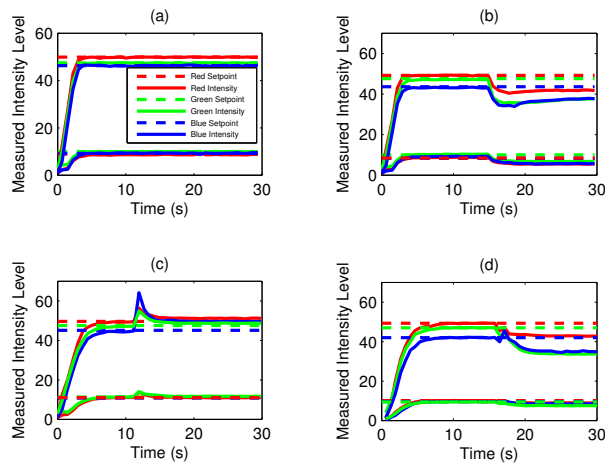 (a)
Measured Intensity Level
60
40
20
0
0
10
20
30
Time (s)
Red Setpoint
Red Intensity
Green Setpoint
Green Intensity
Blue Setpoint
Blue Intensity
(b)
Measured Intensity Level
60
40
20
0
0
10
20
30
Time (s)
(c)
Measured Intensity Level
60
40
20
0
0
10
20
30
Time (s)
(d)
Measured Intensity Level
60
40
20
0
0
10
20
30
Time (s)